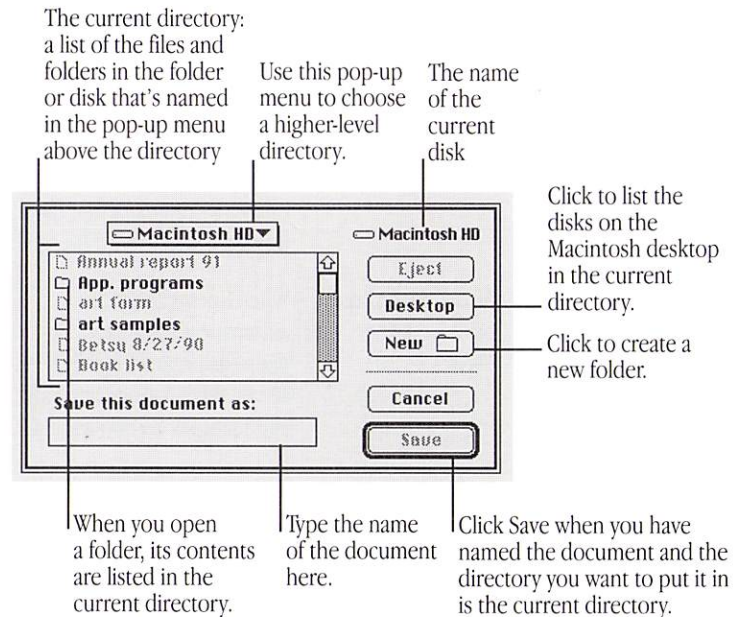 The current directory:
a list of the files and
folders in the folder
or disk that's named
in the pop-up menu
above the directory
Use this pop-up
menu to choose
a higher-level
directory.
The name
of the
current
disk
Macintosh HD
Macintosh HD
Annual report 91
App. programs
art form
art samples
Betsy 8/27/90
Book list
Eject
Desktop
New
Cancel
Save this document as:
Save
Click to list the
disks on the
Macintosh desktop
in the current
directory.
Click to create a
new folder.
When you open
a folder, its contents
are listed in the
current directory.
Type the name
of the document
here.
Click Save when you have
named the document and the
directory you want to put it in
is the current directory.